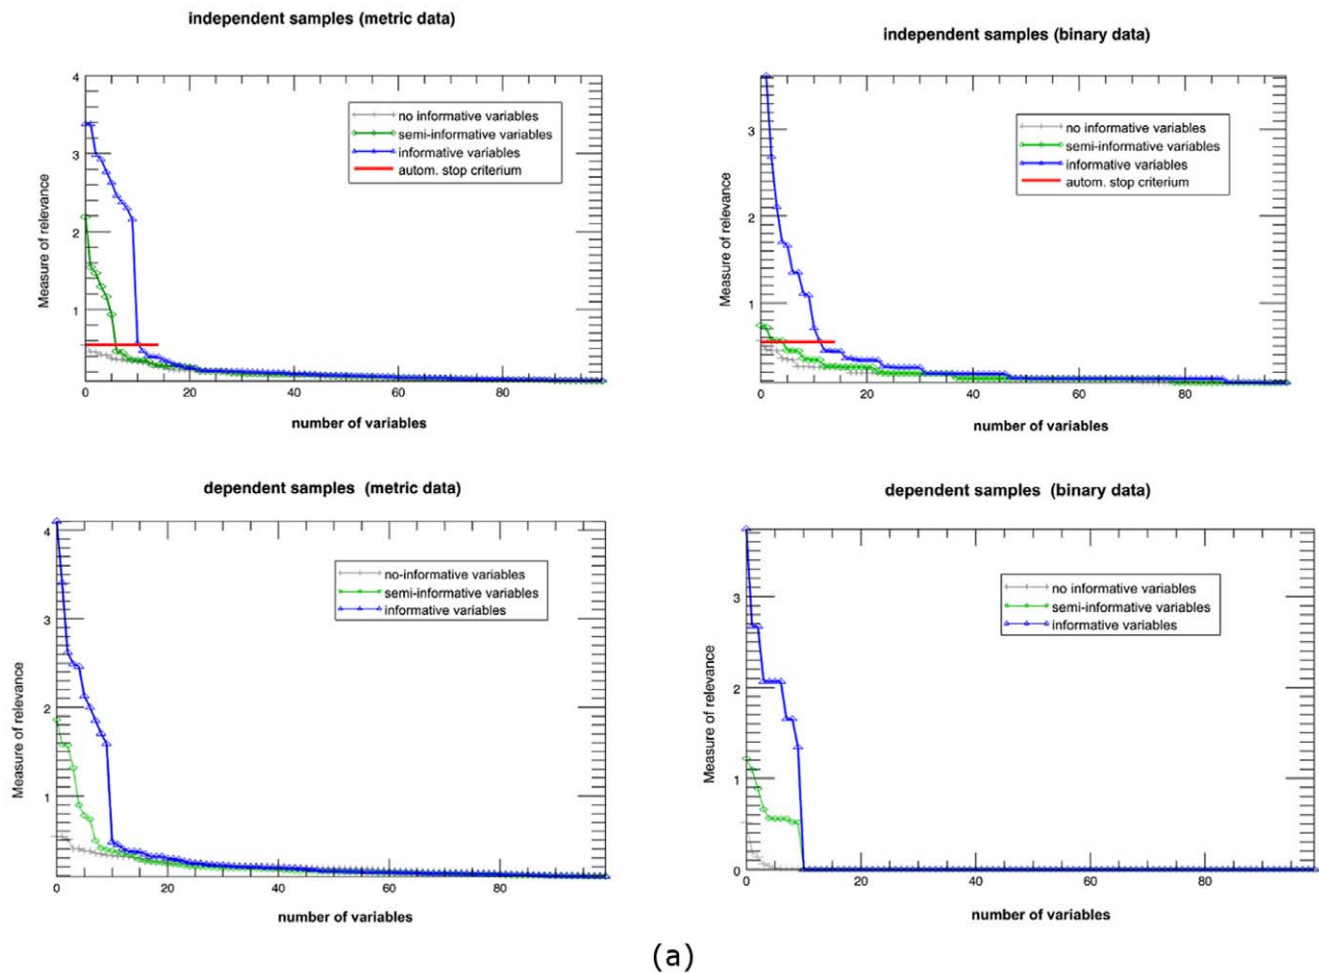 independent samples (metric data)
4
3
2
1
0
20
40
60
80
Measure of relevance
number of variables
no informative variables
semi-informative variables
informative variables
autom. stop criterium
independent samples (binary data)
3
2
1
0
20
40
60
80
Measure of relevance
number of variables
no informative variables
semi-informative variables
informative variables
autom. stop criterium
dependent samples (metric data)
4
3
2
1
0
20
40
60
80
Measure of relevance
number of variables
no-informative variables
semi-informative variables
informative variables
dependent samples (binary data)
3
2
1
0
0
20
40
60
80
Measure of relevance
number of variables
no informative variables
semi-informative variables
informative variables
(a)